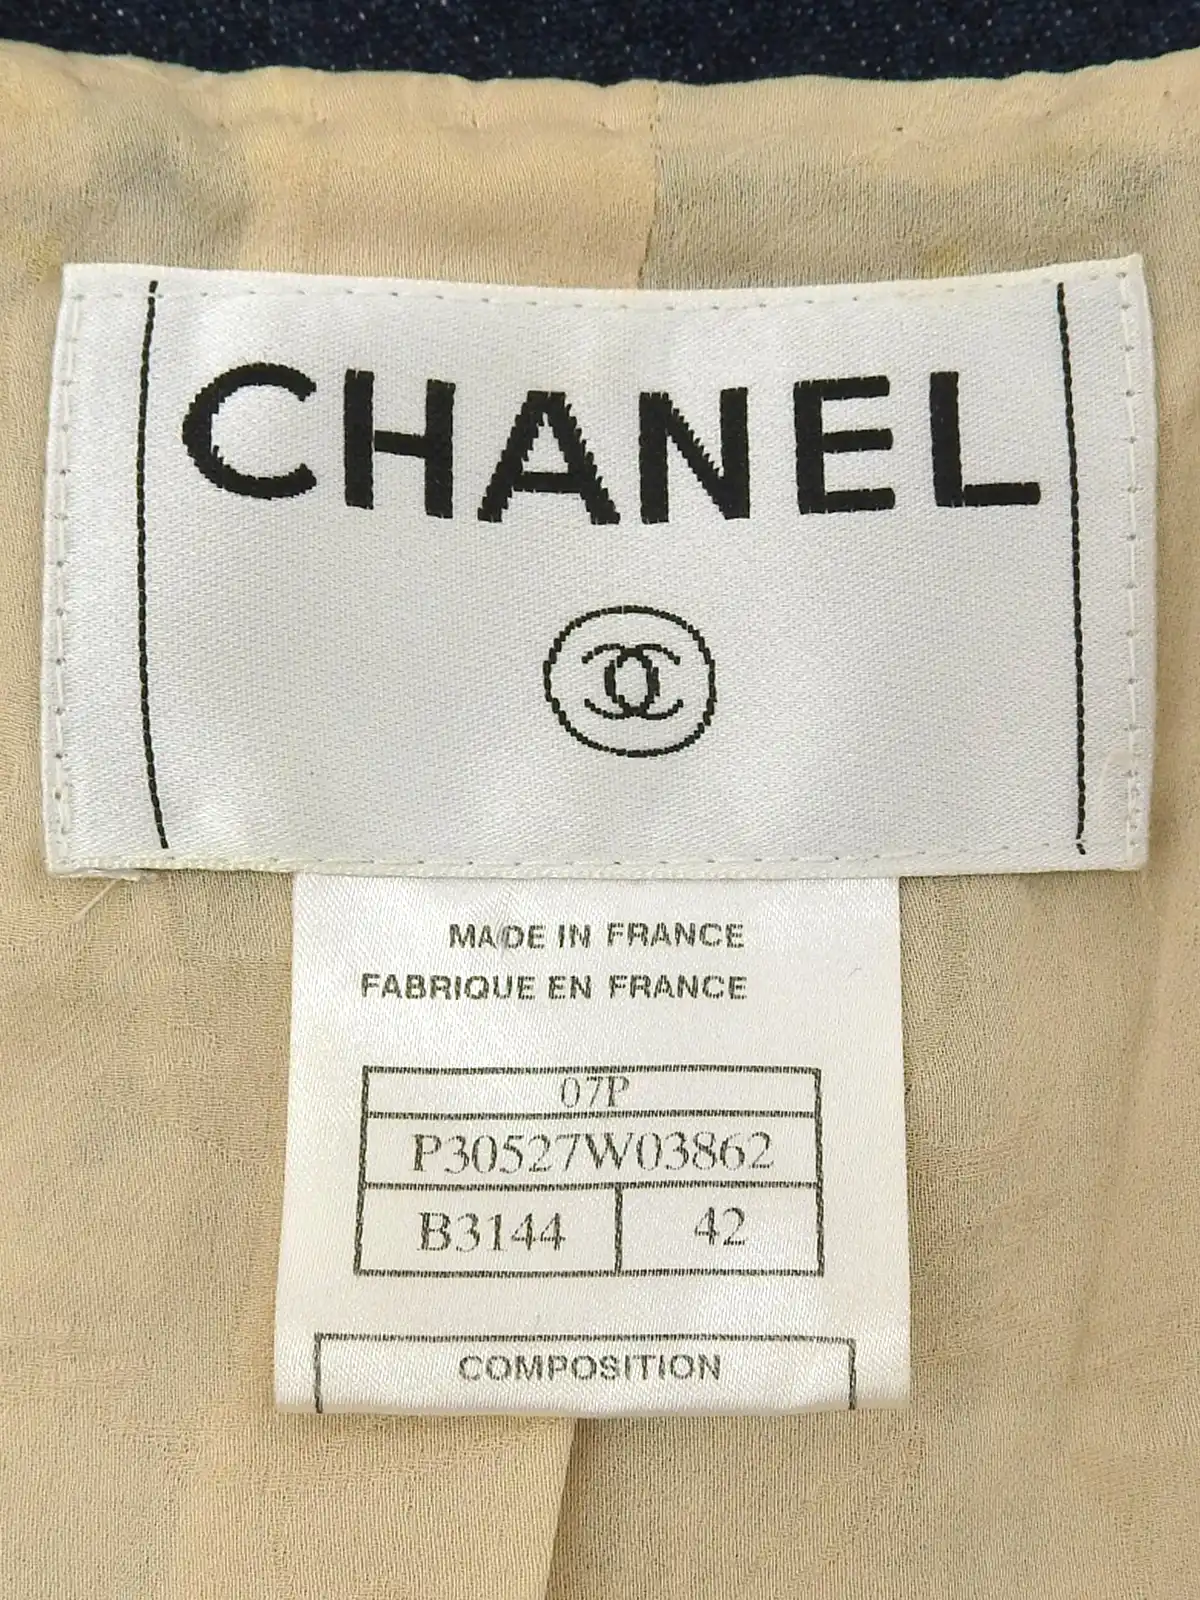 CHANEL
MADE IN FRANCE
FABRIQUE EN FRANCE
07P
P30527W03862
B3144 42
COMPOSITION